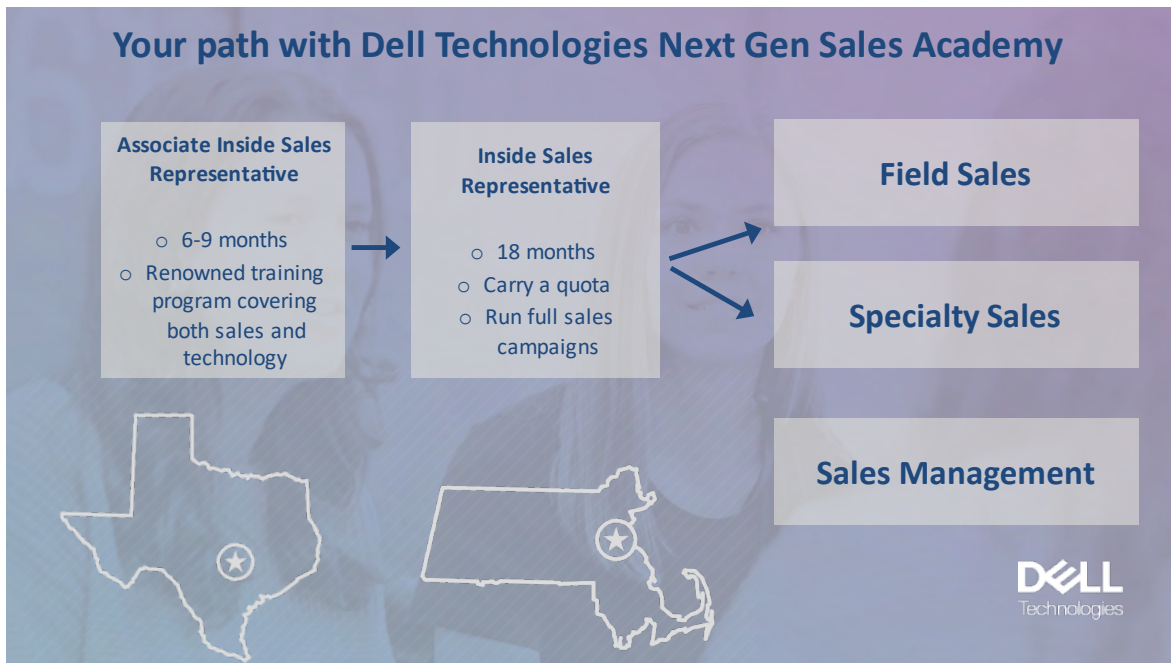 Your path with Dell Technologies Next Gen Sales Academy
Associate Inside Sales
Representative
o 6-9 months
o Renowned training
program covering
both sales and
technology
Inside Sales
Representative
o 18 months
o Carry a quota
o Run full sales
campaigns
Field Sales
Specialty Sales
Sales Management
DELL
Technologies